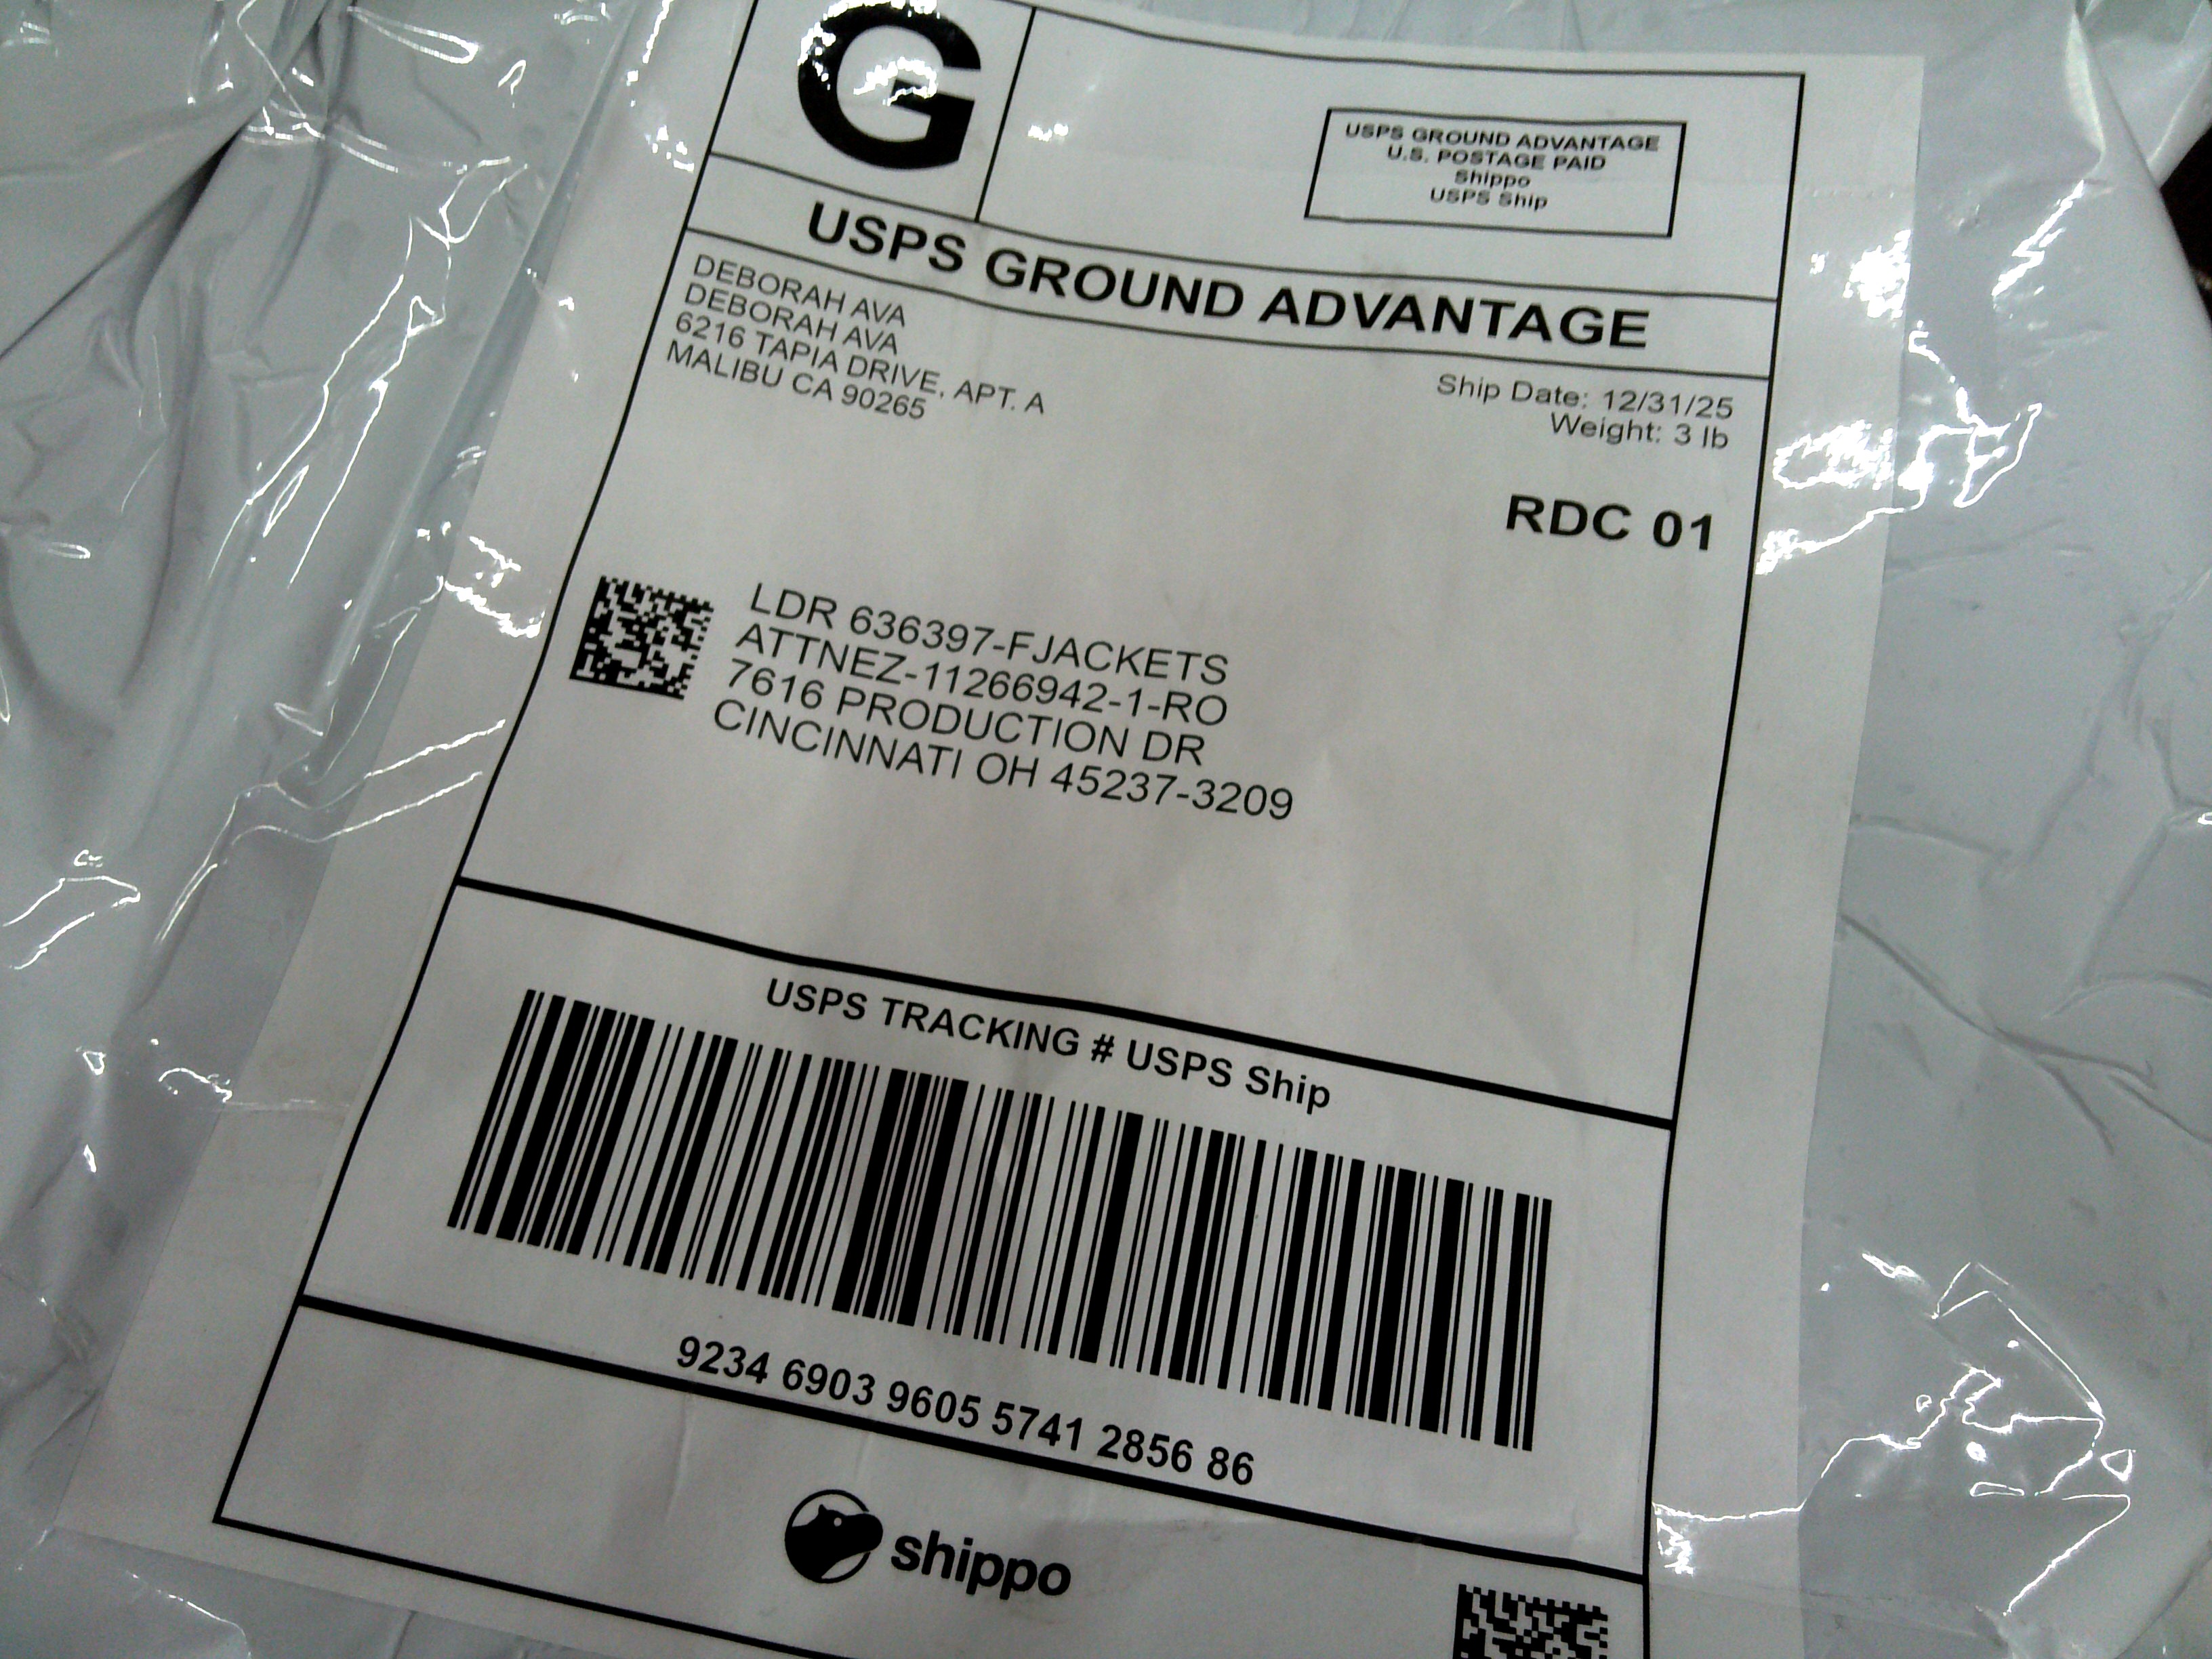 G
USPS GROUND ADVANTAGE
U.S. POSTAGE PAID
Shippo
USPS Ship
USPS GROUND ADVANTAGE
DEBORAH AVA
DEBORAH AVA
6216 TAPIA DRIVE, APT. A
MALIBU CA 90265
Ship Date: 12/31/25
Weight: 3 lb
RDC 01
LDR 636397-FJACKETS
ATTNEZ-11266942-1-RO
7616 PRODUCTION DR
CINCINNATI OH 45237-3209
USPS TRACKING # USPS Ship
9234 6903 9605 5741 2856 86
shippo